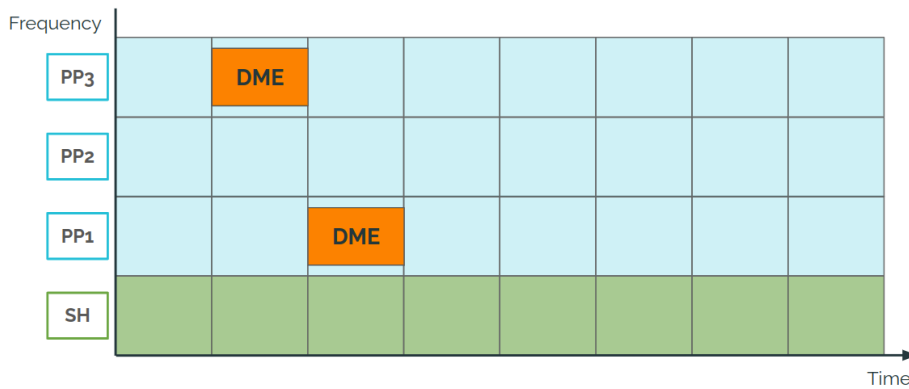 Frequency
PP3
DME
PP2
PP1
DME
SH
Time